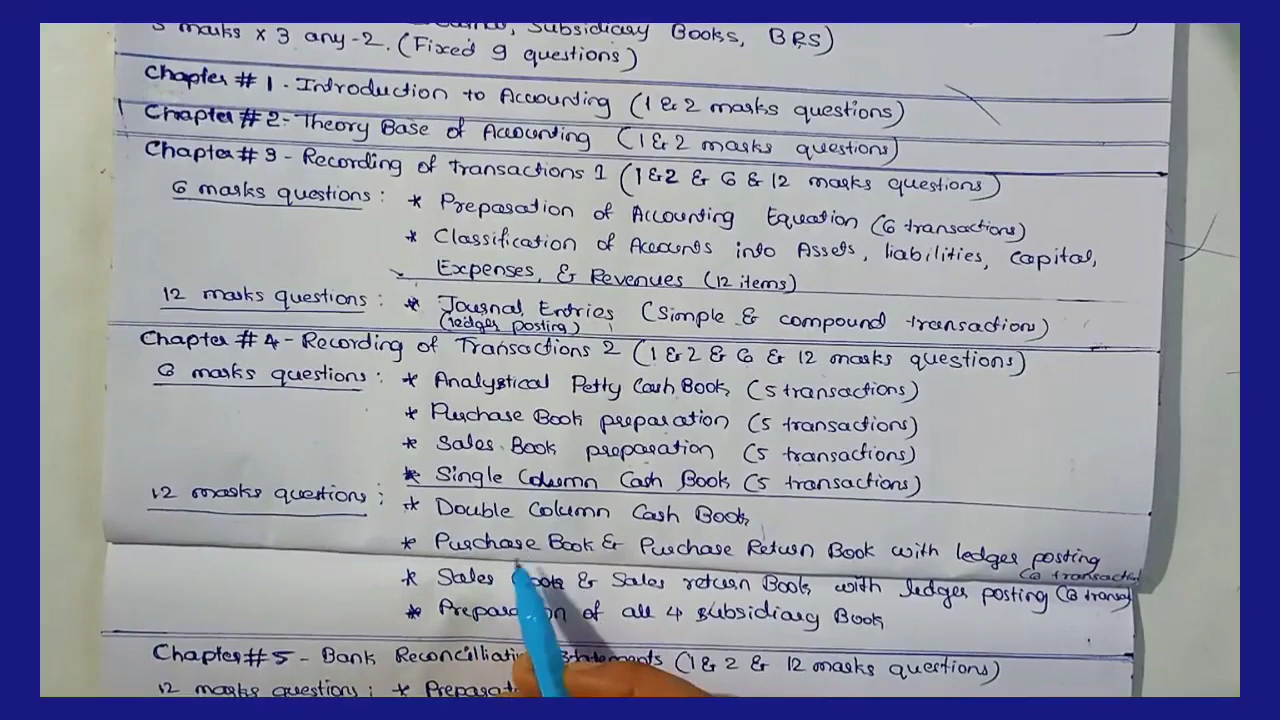 Subsidiary Books, BRS)
5 marks × 3 any-2. (Fixed 9 questions)
Chapter # 1 - Introduction to Accounting (1 & 2 marks questions)
Chapter # 2 - Theory Base of Accounting (1 & 2 marks questions)
Chapter # 3 - Recording of transactions 1 (1 & 2 & 6 & 12 marks questions)
6 marks questions : * Preparation of Accounting Equation (6 transactions)
* Classification of Accounts into Assets, liabilities, Capital,
Expenses, & Revenues (12 items)
12 marks questions : * Journal Entries (Simple & compound transaction)
(ledger posting)
Chapter # 4 - Recording of Transactions 2 (1 & 2 & 6 & 12 marks questions)
6 marks questions : * Analystical Petty Cash Book (5 transactions)
* Purchase Book preparation (5 transactions)
* Sales Book preparation (5 transactions)
* Single Column Cash Book (5 transactions)
12 marks questions : * Double Column Cash Book
* Purchase Book & Purchase Return Book with ledger posting
* Sales Book & Sales return Book with ledger posting
* Preparation of all 4 subsidiary Book
Chapter # 5 - Bank Reconcilliation Statements (1 & 2 & 12 marks questions)
12 marks questions : *